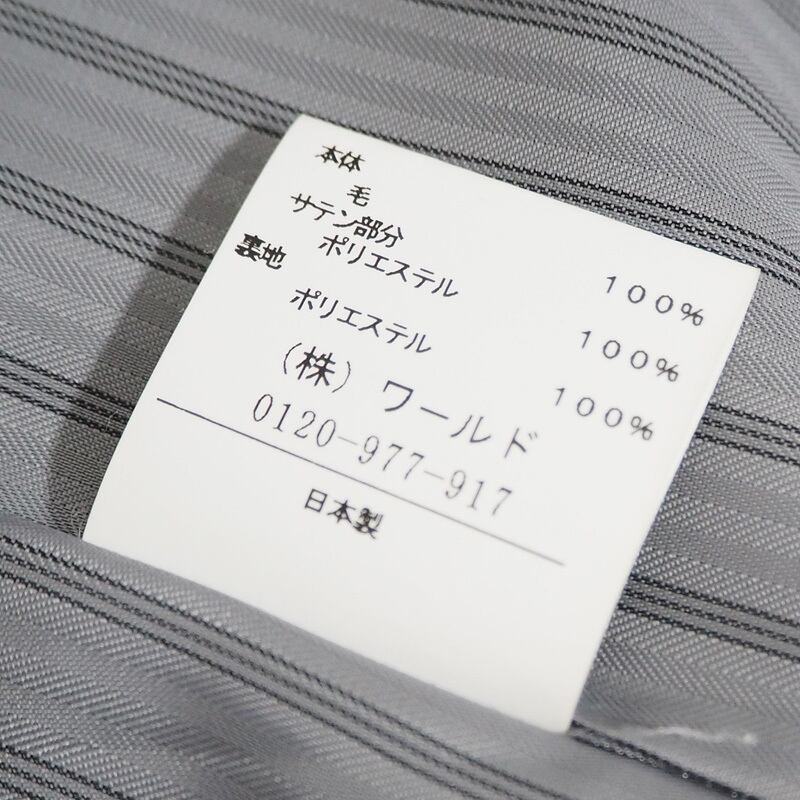 本体
毛 100%
サテン部分
ポリエステル 100%
裏地
ポリエステル 100%
(株) ワールド
0120-977-917
日本製